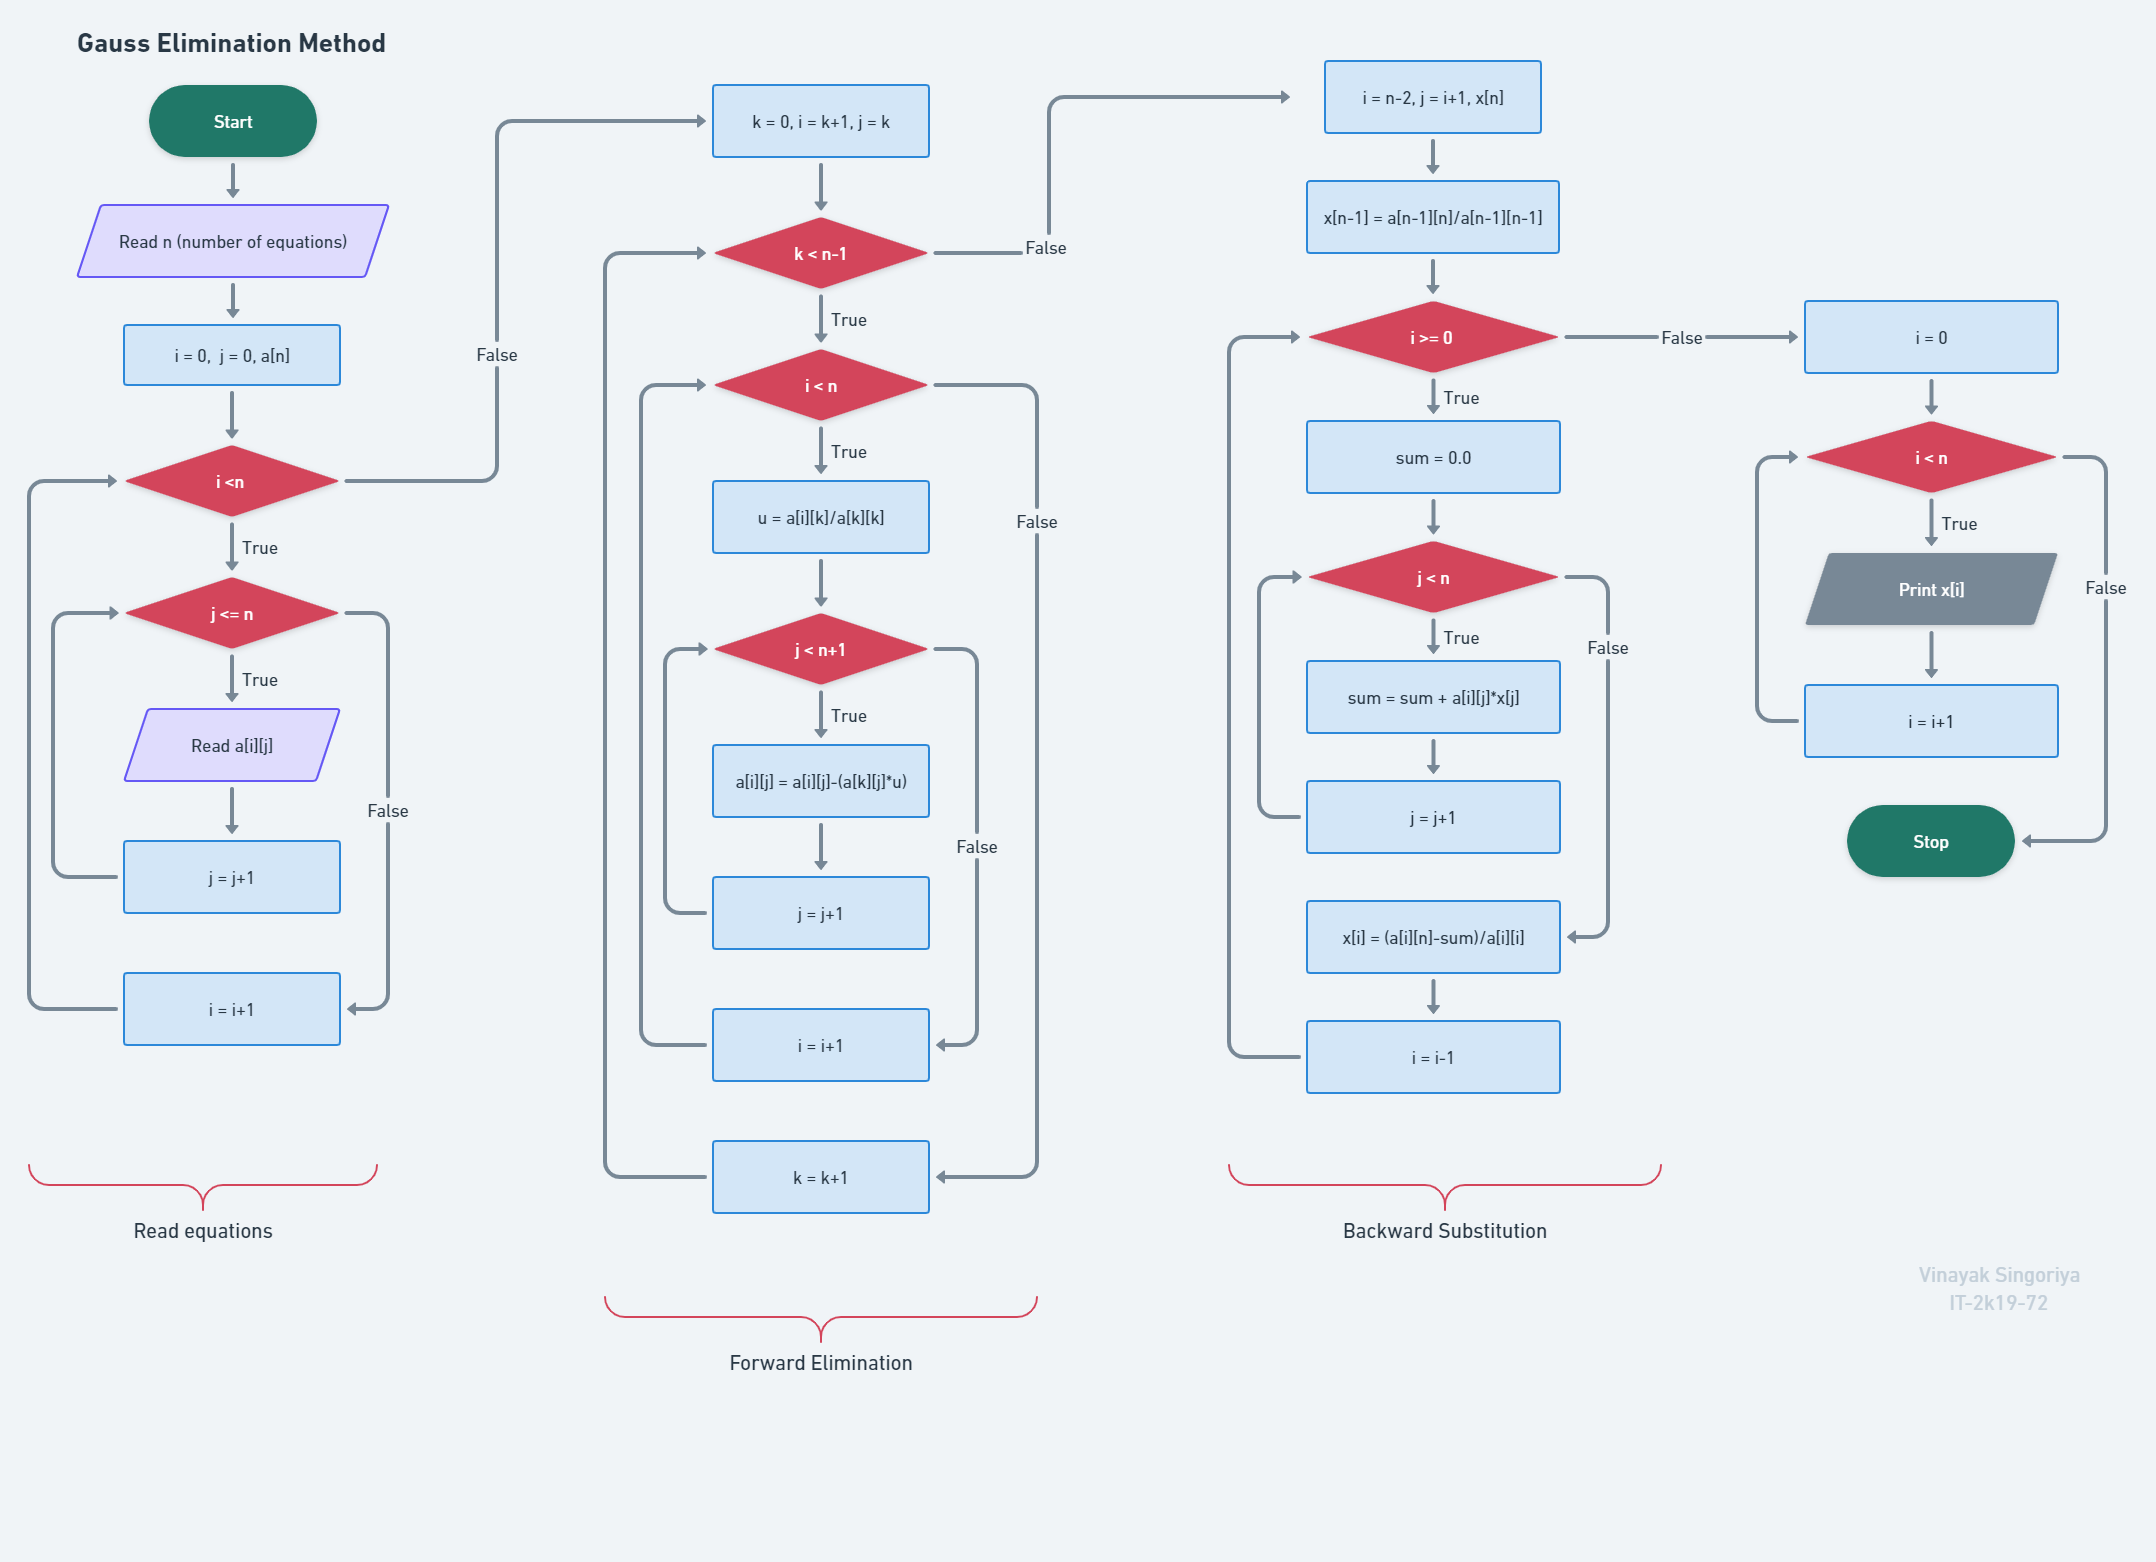 Gauss Elimination Method
Start
Read n (number of equations)
i = 0,  j = 0, a[n]
i <n
False
True
j <= n
True
Read a[i][j]
False
j = j+1
i = i+1
Read equations
k = 0, i = k+1, j = k
k < n-1
False
True
i < n
True
u = a[i][k]/a[k][k]
False
j < n+1
True
a[i][j] = a[i][j]-(a[k][j]*u)
False
j = j+1
i = i+1
k = k+1
Forward Elimination
i = n-2, j = i+1, x[n]
x[n-1] = a[n-1][n]/a[n-1][n-1]
i >= 0
False
True
sum = 0.0
j < n
True
False
sum = sum + a[i][j]*x[j]
j = j+1
x[i] = (a[i][n]-sum)/a[i][i]
i = i-1
Backward Substitution
i = 0
i < n
True
Print x[i]
False
i = i+1
Stop
Vinayak Singoriya
IT-2k19-72